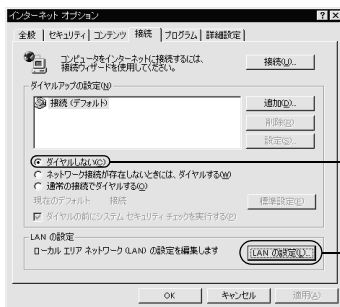 インターネット オプション
全般 セキュリティ コンテンツ 接続 プログラム 詳細設定
コンピュータをインターネットに接続するには、
接続ウィザードを使用してください。
接続(U)...
ダイヤルアップの設定(N)
接続 (デフォルト)
追加(D)...
削除(R)
設定(S)...
ダイヤルしない(C)
ネットワーク接続が存在しないときには、ダイヤルする(W)
通常の接続でダイヤルする(O)
現在のデフォルト 接続
標準設定(E)
ダイヤルの前にシステム セキュリティ チェックを実行する(P)
LAN の設定
ローカル エリア ネットワーク (LAN) の設定を編集します
LAN の設定(L)...
OK キャンセル 適用(A)